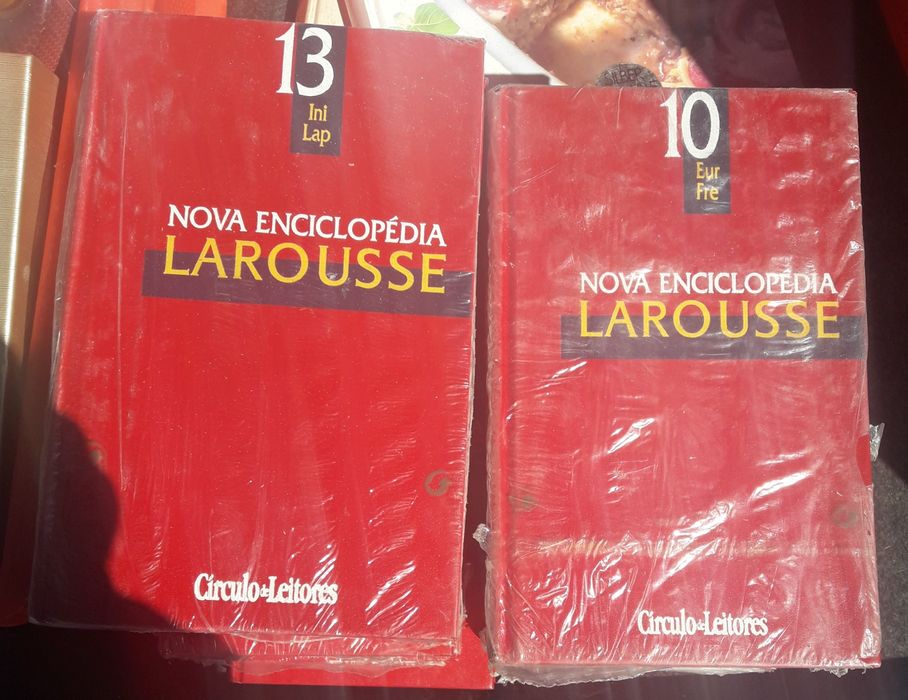 13
Ini
Lap
NOVA ENCICLOPÉDIA
LAROUSSE
Círculo de Leitores
10
Eur
Fre
NOVA ENCICLOPÉDIA
LAROUSSE
Círculo de Leitores